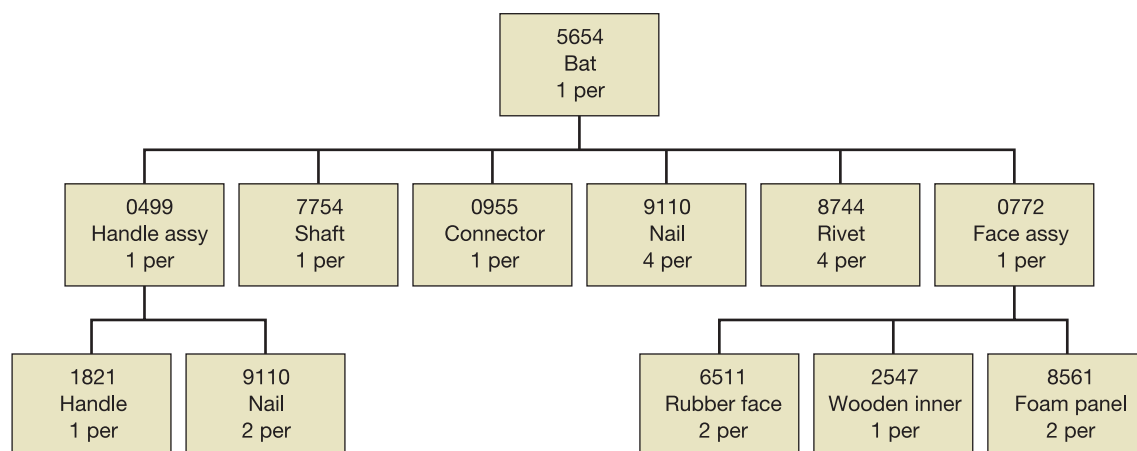 5654
Bat
1 per
0499
Handle assy
1 per
7754
Shaft
1 per
0955
Connector
1 per
9110
Nail
4 per
8744
Rivet
4 per
0772
Face assy
1 per
1821
Handle
1 per
9110
Nail
2 per
6511
Rubber face
2 per
2547
Wooden inner
1 per
8561
Foam panel
2 per